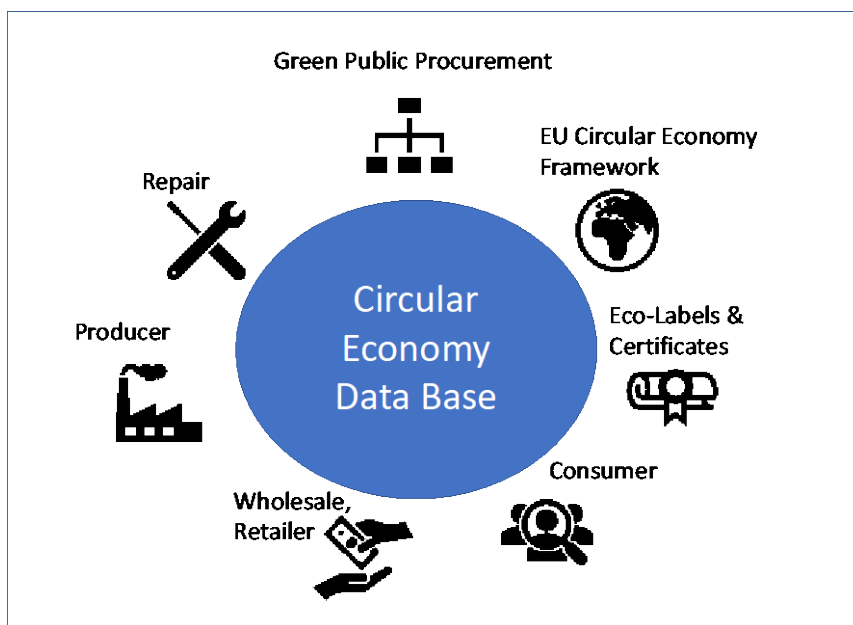 Green Public Procurement
EU Circular Economy
Framework
Repair
Circular
Economy
Data Base
Eco-Labels &
Certificates
Producer
Consumer
Wholesale,
Retailer